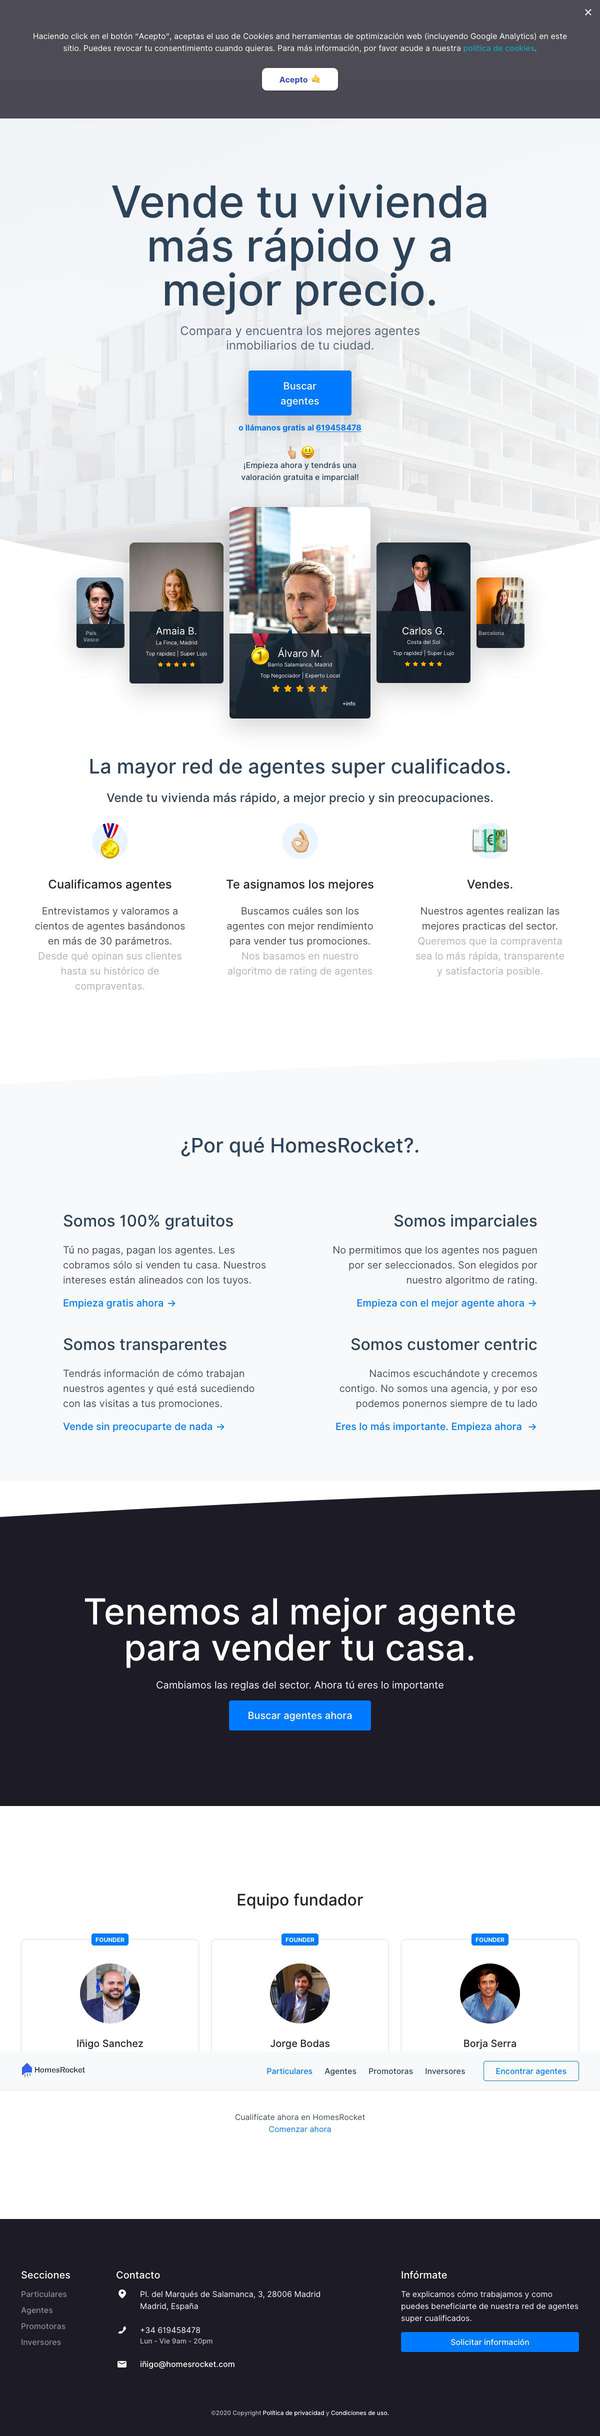 Haciendo click en el botón “Acepto”, aceptas el uso de Cookies and herramientas de optimización web (incluyendo Google Analytics) en este
sitio. Puedes revocar tu consentimiento cuando quieras. Para más información, por favor acude a nuestra política de cookies.
Acepto
Vende tu vivienda
más rápido y a
mejor precio.
Compara y encuentra los mejores agentes
inmobiliarios de tu ciudad.
Buscar
agentes
o llámanos gratis al 619458478
¡Empieza ahora y tendrás una
valoración gratuita e imparcial!
País
Vasco
Amaia B.
La Finca, Madrid
Top rapidez | Super Lujo
1
Álvaro M.
Barrio Salamanca, Madrid
Top Negociador | Experto Local
+info
Carlos G.
Costa del Sol
Top rapidez | Super Lujo
Barcelona
La mayor red de agentes super cualificados.
Vende tu vivienda más rápido, a mejor precio y sin preocupaciones.
Cualificamos agentes
Entrevistamos y valoramos a
cientos de agentes basándonos
en más de 30 parámetros.
Desde qué opinan sus clientes
hasta su histórico de
compraventas.
Te asignamos los mejores
Buscamos cuáles son los
agentes con mejor rendimiento
para vender tus promociones.
Nos basamos en nuestro
algoritmo de rating de agentes
Vendes.
Nuestros agentes realizan las
mejores practicas del sector.
Queremos que la compraventa
sea lo más rápida, transparente
y satisfactoria posible.
¿Por qué HomesRocket?.
Somos 100% gratuitos
Tú no pagas, pagan los agentes. Les
cobramos sólo si venden tu casa. Nuestros
intereses están alineados con los tuyos.
Empieza gratis ahora →
Somos imparciales
No permitimos que los agentes nos paguen
por ser seleccionados. Son elegidos por
nuestro algoritmo de rating.
Empieza con el mejor agente ahora →
Somos transparentes
Tendrás información de cómo trabajan
nuestros agentes y qué está sucediendo
con las visitas a tus promociones.
Vende sin preocuparte de nada →
Somos customer centric
Nacimos escuchándote y crecemos
contigo. No somos una agencia, y por eso
podemos ponernos siempre de tu lado
Eres lo más importante. Empieza ahora →
Tenemos al mejor agente
para vender tu casa.
Cambiamos las reglas del sector. Ahora tú eres lo importante
Buscar agentes ahora
Equipo fundador
FOUNDER
Iñigo Sanchez
FOUNDER
Jorge Bodas
FOUNDER
Borja Serra
HomesRocket
Particulares
Agentes
Promotoras
Inversores
Encontrar agentes
Cualifícate ahora en HomesRocket
Comenzar ahora
Secciones
Particulares
Agentes
Promotoras
Inversores
Contacto
Pl. del Marqués de Salamanca, 3, 28006 Madrid
Madrid, España
+34 619458478
Lun - Vie 9am - 20pm
iñigo@homesrocket.com
Infórmate
Te explicamos cómo trabajamos y como
puedes beneficiarte de nuestra red de agentes
super cualificados.
Solicitar información
©2020 Copyright Política de privacidad y Condiciones de uso.